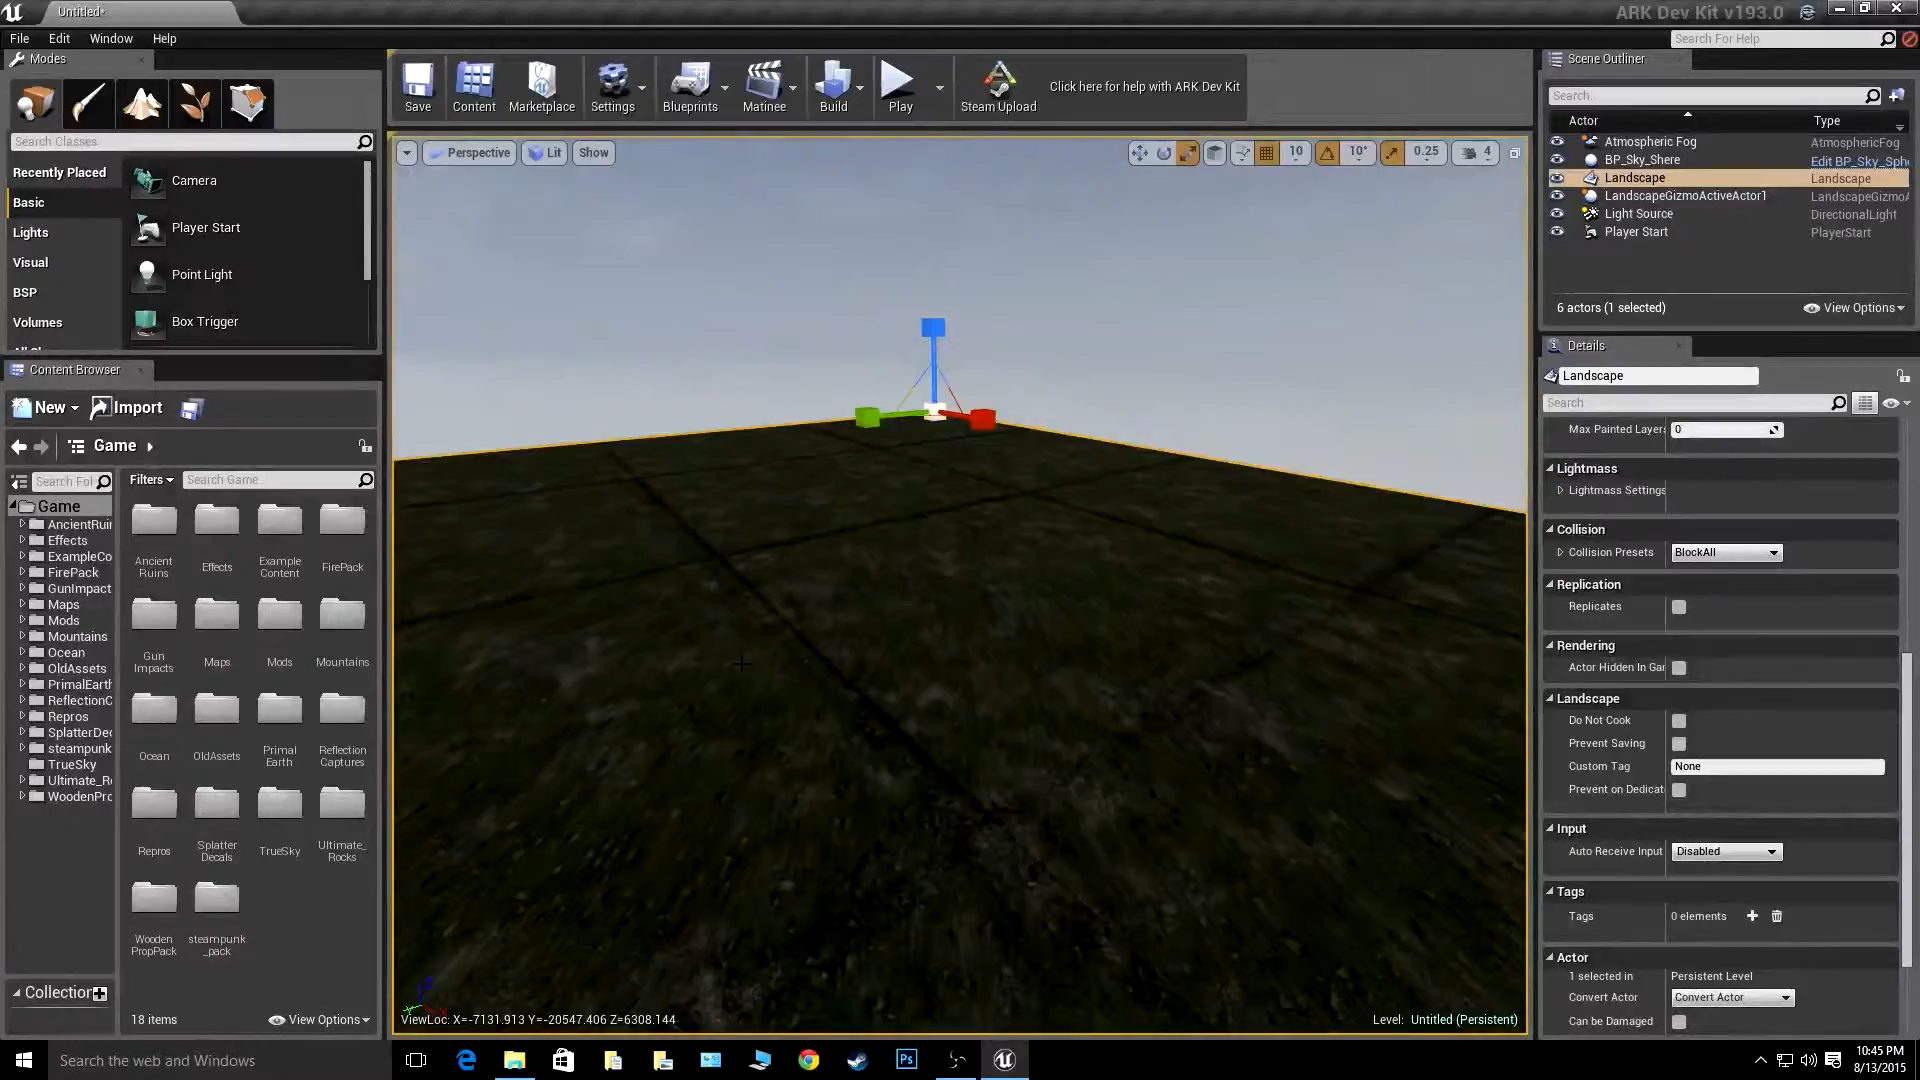 Untitled*
ARK Dev Kit v193.0
File Edit Window Help
Search For Help
Modes
Search Classes
Recently Placed
Basic
Lights
Visual
BSP
Volumes
Camera
Player Start
Point Light
Box Trigger
Save Content Marketplace Settings Blueprints Matinee Build Play Steam Upload
Click here for help with ARK Dev Kit
Perspective Lit Show
10 10° 0.25 4
Scene Outliner
Search...
Actor Type
Atmospheric Fog AtmosphericFog
BP_Sky_Shere Edit BP_Sky_Sph
Landscape Landscape
LandscapeGizmoActiveActor1 LandscapeGizmoA
Light Source DirectionalLight
Player Start PlayerStart
6 actors (1 selected) View Options
Content Browser
New Import
Game
Search Fol
Filters Search Game
Game
AncientRuin
Effects
ExampleCo
FirePack
GunImpact
Maps
Mods
Mountains
Ocean
OldAssets
PrimalEarth
ReflectionC
Repros
SplatterDec
steampunk
TrueSky
Ultimate_Ro
WoodenPro
Ancient Ruins
Effects
Example Content
FirePack
Gun Impacts
Maps
Mods
Mountains
Ocean
OldAssets
Primal Earth
Reflection Captures
Repros
Splatter Decals
TrueSky
Ultimate_ Rocks
Wooden PropPack
steampunk _pack
Collection
18 items View Options
ViewLoc: X=-7131.913 Y=-20547.406 Z=6308.144
Level: Untitled (Persistent)
Details
Landscape
Search
Max Painted Layers 0
Lightmass
Lightmass Settings
Collision
Collision Presets BlockAll
Replication
Replicates
Rendering
Actor Hidden In Gar
Landscape
Do Not Cook
Prevent Saving
Custom Tag None
Prevent on Dedicat
Input
Auto Receive Input Disabled
Tags
Tags 0 elements
Actor
1 selected in Persistent Level
Convert Actor Convert Actor
Can be Damaged
Search the web and Windows
Ps
10:45 PM
8/13/2015